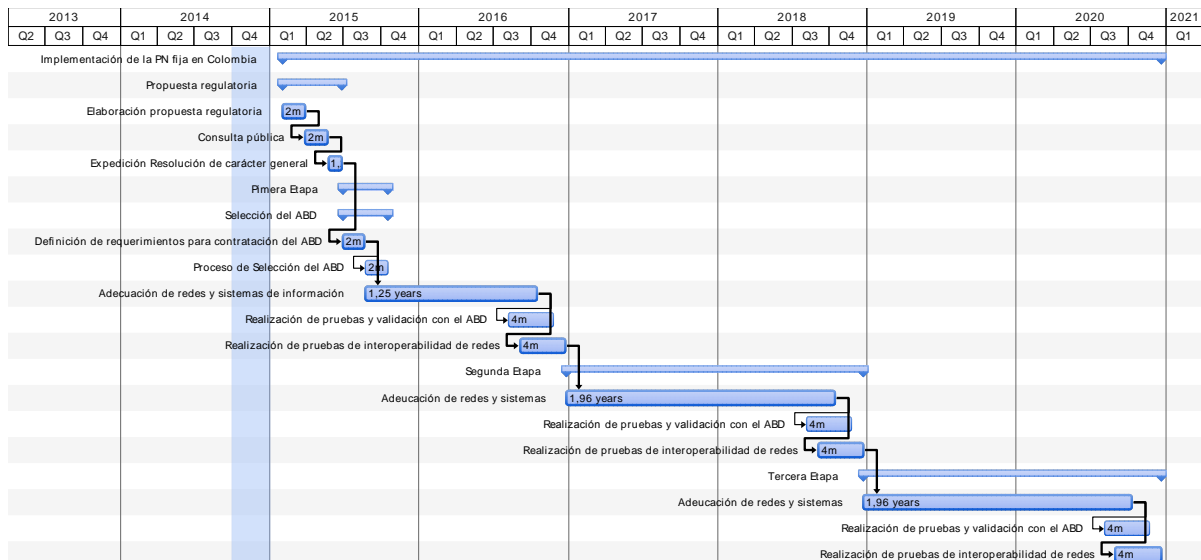 2013 2014 2015 2016 2017 2018 2019 2020 2021
Q2 Q3 Q4 Q1 Q2 Q3 Q4 Q1 Q2 Q3 Q4 Q1 Q2 Q3 Q4 Q1 Q2 Q3 Q4 Q1 Q2 Q3 Q4 Q1 Q2 Q3 Q4 Q1 Q2 Q3 Q4 Q1
Implementación de la PN fija en Colombia
Propuesta regulatoria
Elaboración propuesta regulatoria 2m
Consulta pública 2m
Expedición Resolución de carácter general 1,
Pimera Etapa
Selección del ABD
Definición de requerimientos para contratación del ABD 2m
Proceso de Selección del ABD 2m
Adecuación de redes y sistemas de información 1,25 years
Realización de pruebas y validación con el ABD 4m
Realización de pruebas de interoperabilidad de redes 4m
Segunda Etapa
Adeucación de redes y sistemas 1,96 years
Realización de pruebas y validación con el ABD 4m
Realización de pruebas de interoperabilidad de redes 4m
Tercera Etapa
Adeucación de redes y sistemas 1,96 years
Realización de pruebas y validación con el ABD 4m
Realización de pruebas de interoperabilidad de redes 4m